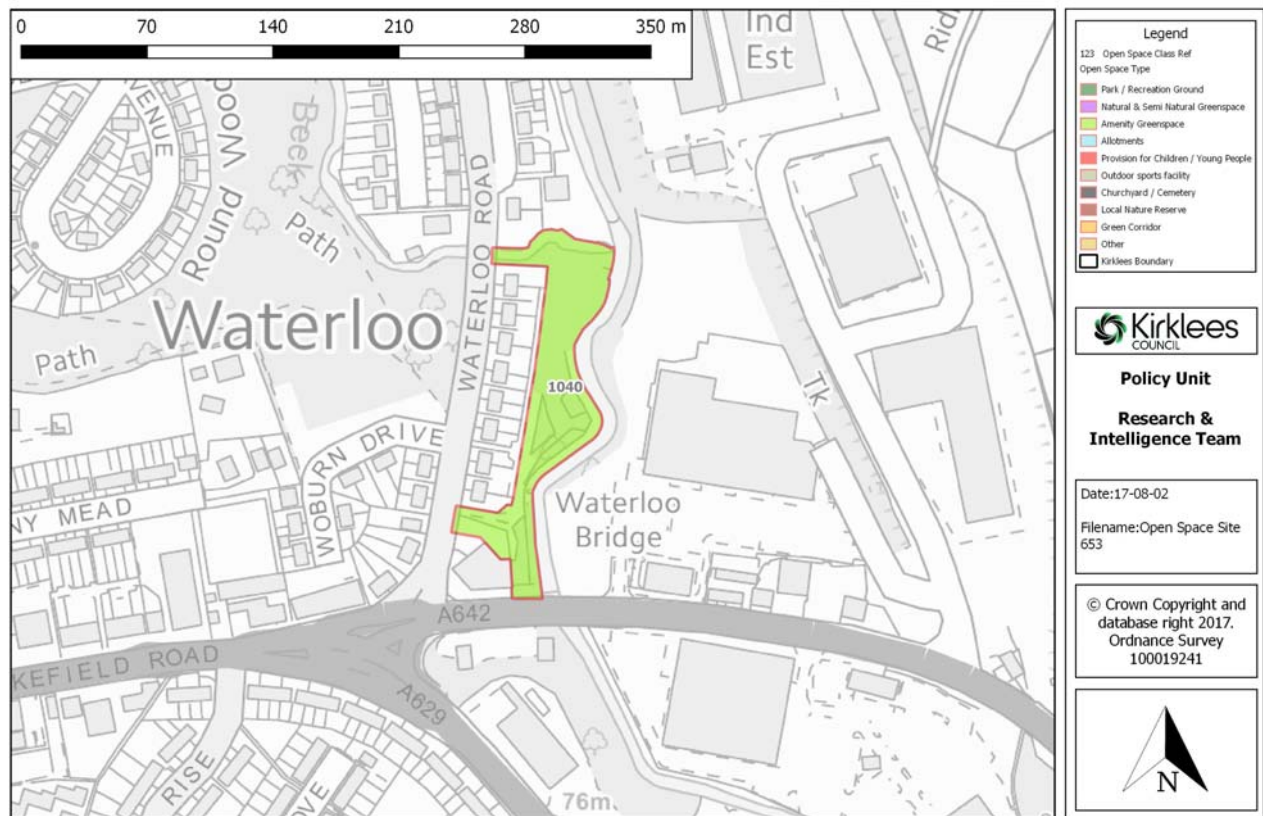 0 70 140 210 280 350 m
Ind
Est
AVENUE
Round
Beek
Path
WATERLOO ROAD
Waterloo
Path
1040
Tk
WOBURN DRIVE
NY MEAD
Waterloo
Bridge
A642
KEFIELD ROAD
A629
RISE
OVE
76m
Legend
123 Open Space Class Ref
Open Space Type
Park / Recreation Ground
Natural & Semi Natural Greenspace
Amenity Greenspace
Allotments
Provision for Children / Young People
Outdoor sports facility
Churchyard / Cemetery
Local Nature Reserve
Green Corridor
Other
Kirklees Boundary
Kirklees
COUNCIL
Policy Unit
Research &
Intelligence Team
Date:17-08-02
Filename:Open Space Site
653
© Crown Copyright and
database right 2017.
Ordnance Survey
100019241
N